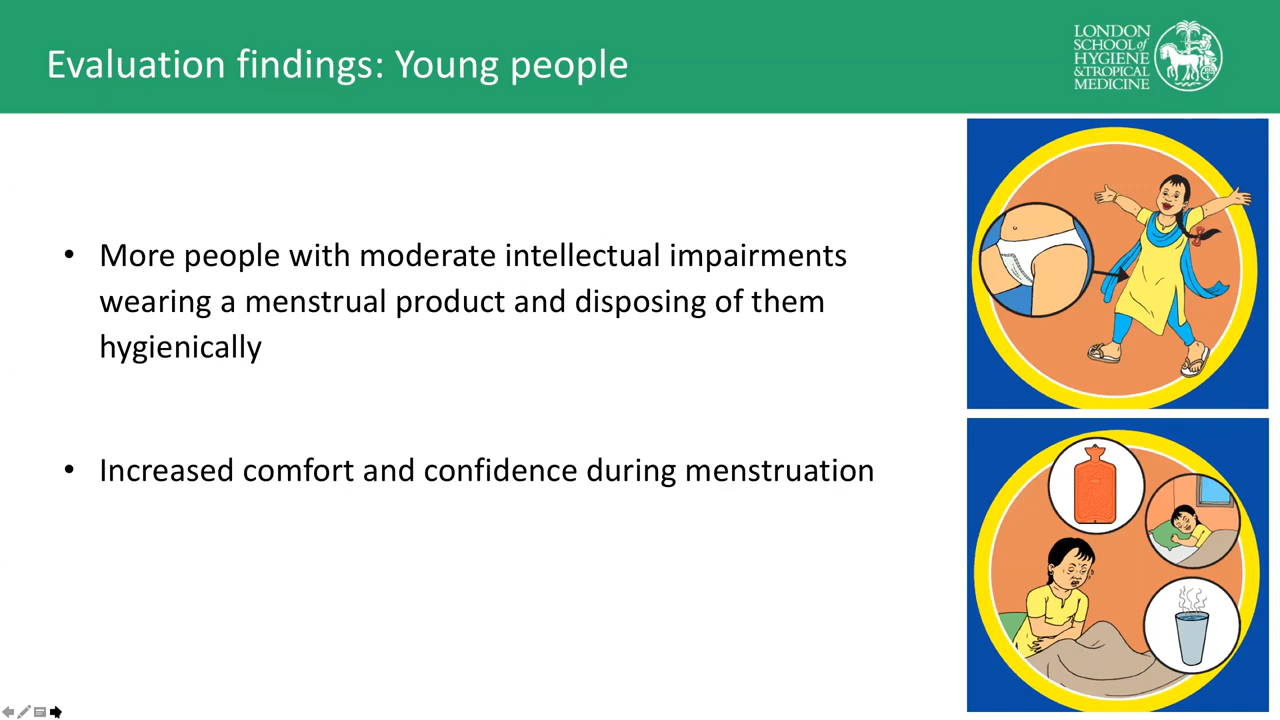 Evaluation findings: Young people
LONDON
SCHOOL of
HYGIENE
& TROPICAL
MEDICINE
• More people with moderate intellectual impairments
wearing a menstrual product and disposing of them
hygienically
• Increased comfort and confidence during menstruation